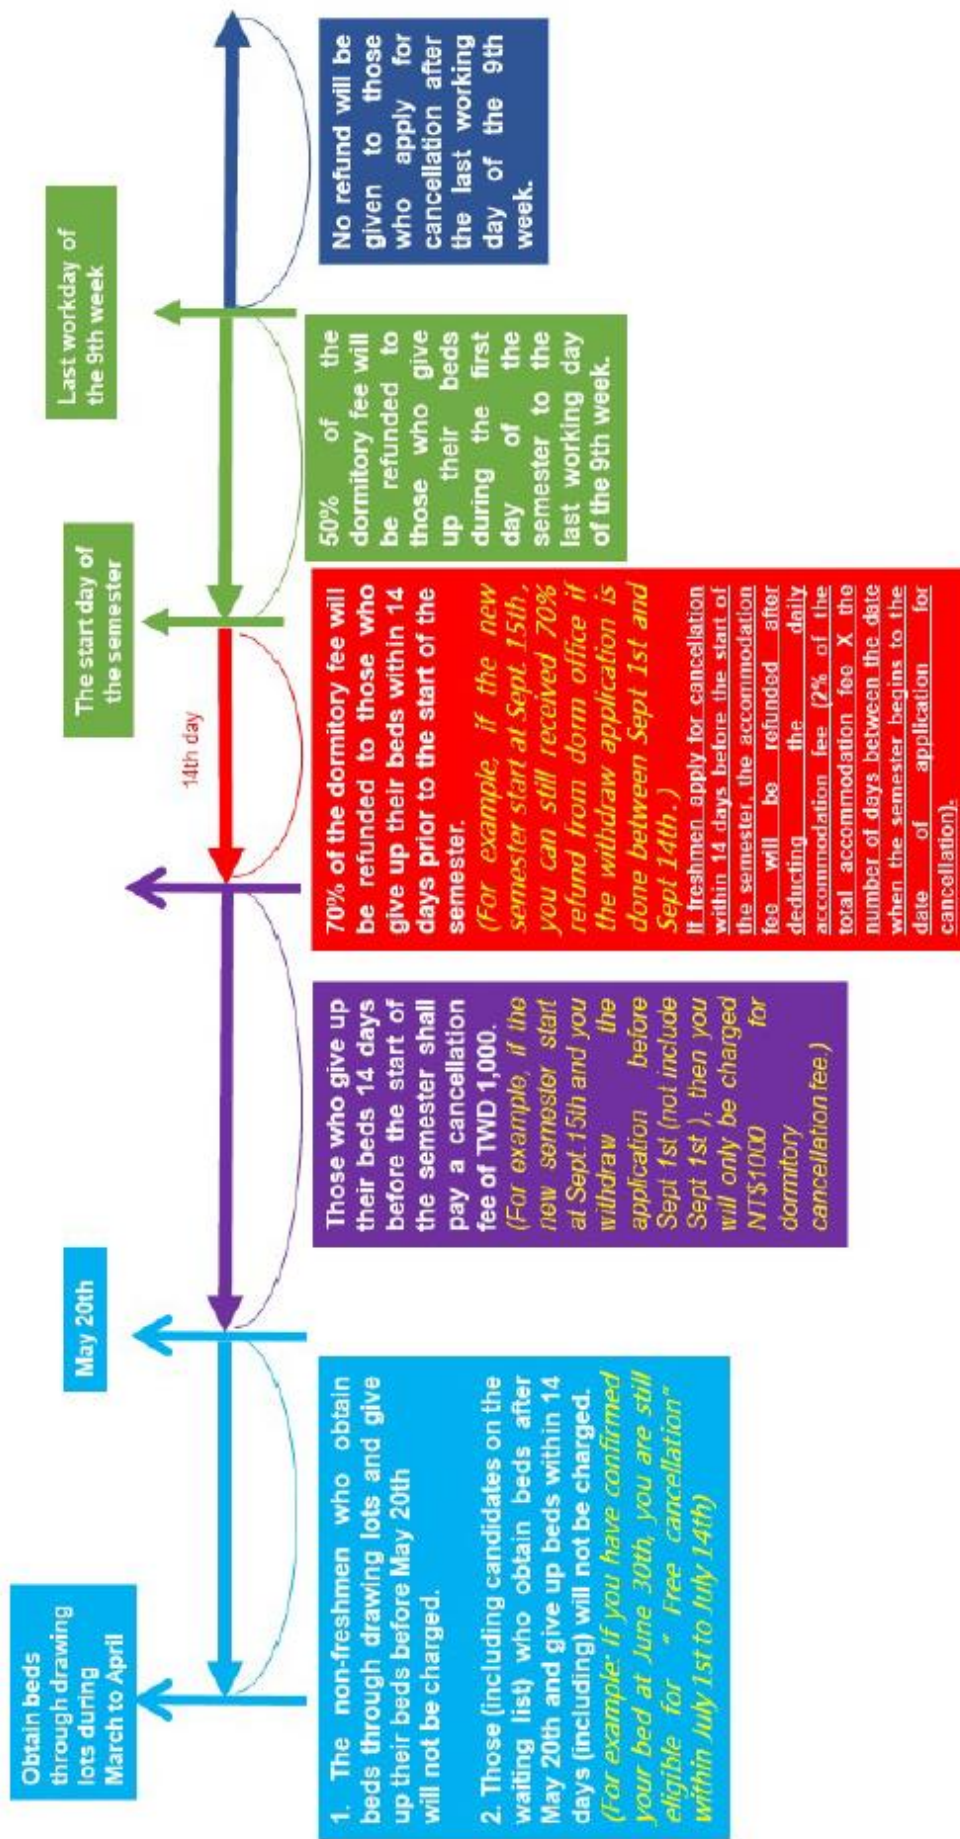 Obtain beds
through drawing
lots during
March to April
May 20th
14th day
The start day of
the semester
Last workday of
the 9th week
1. The non-freshmen who obtain
beds through drawing lots and give
up their beds before May 20th
will not be charged.
2. Those (including candidates on the
waiting list) who obtain beds after
May 20th and give up beds within 14
days (including) will not be charged.
(For example: If you have confirmed
your bed at June 30th, you are still
eligible for " Free cancellation"
within July 1st to July 14th)
Those who give up
their beds 14 days
before the start of
the semester shall
pay a cancellation
fee of TWD 1,000.
(For example, if the
new semester start
at Sept 15th and you
withdraw the
application before
Sept 1st (not include
Sept 1st ), then you
will only be charged
NT$1000 for
dormitory
cancellation fee.)
70% of the dormitory fee will
be refunded to those who
give up their beds within 14
days prior to the start of the
semester.
(For example, if the new
semester start at Sept. 15th,
you can still received 70%
refund from dorm office if
the withdraw application is
done between Sept 1st and
Sept 14th.)
If freshmen apply for cancellation
within 14 days before the start of
the semester, the accommodation
fee will be refunded after
deducting the daily
accommodation fee (2% of the
total accommodation fee X the
number of days between the date
when the semester begins to the
date of application for
cancellation).
50% of the
dormitory fee will
be refunded to
those who give
up their beds
during the first
day of the
semester to the
last working day
of the 9th week.
No refund will be
given to those
who apply for
cancellation after
the last working
day of the 9th
week.